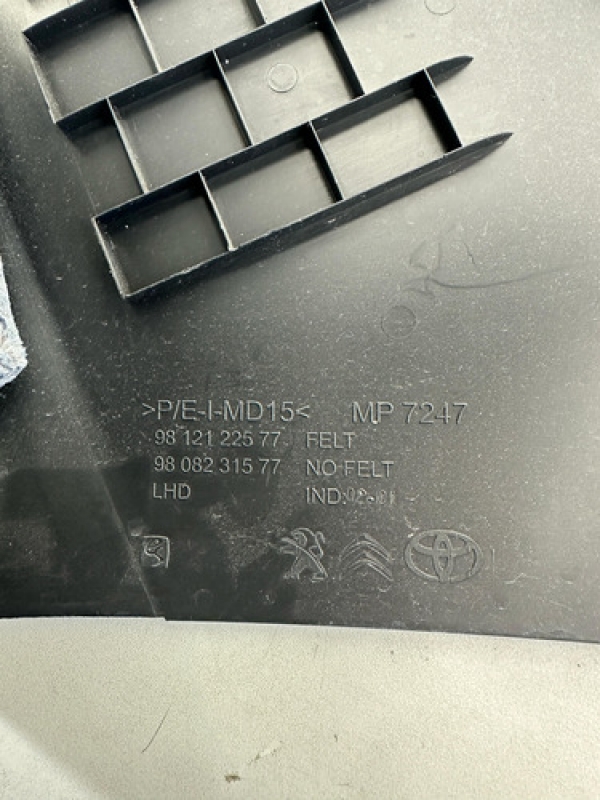 >P/E-I-MD15< MP 7247
98 121 225 77 FELT
98 082 315 77 NO FELT
LHD IND: